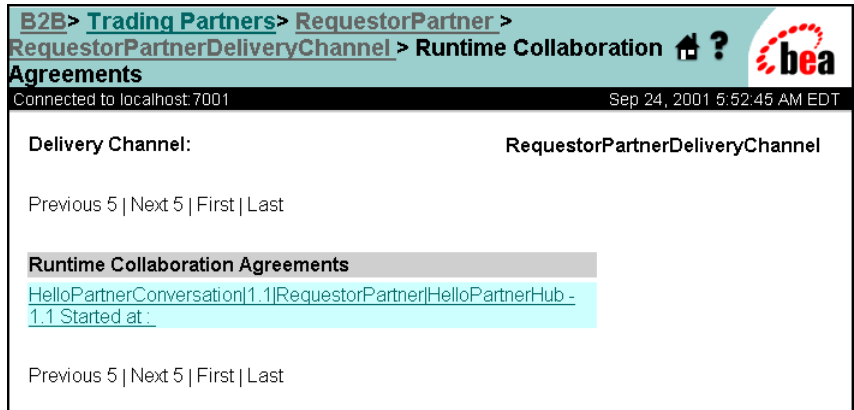 B2B> Trading Partners> RequestorPartner >
RequestorPartnerDeliveryChannel > Runtime Collaboration ?
Agreements
bea
Connected to localhost:7001 Sep 24, 2001 5:52:45 AM EDT
Delivery Channel: RequestorPartnerDeliveryChannel
Previous 5 | Next 5 | First | Last
Runtime Collaboration Agreements
HelloPartnerConversation|1.1|RequestorPartner|HelloPartnerHub -
1.1 Started at :
Previous 5 | Next 5 | First | Last